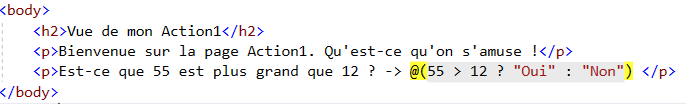 <body>
<h2>Vue de mon Action1</h2>
<p>Bienvenue sur la page Action1. Qu'est-ce qu'on s'amuse !</p>
<p>Est-ce que 55 est plus grand que 12 ? -> @(55 > 12 ? "Oui" : "Non") </p>
</body>